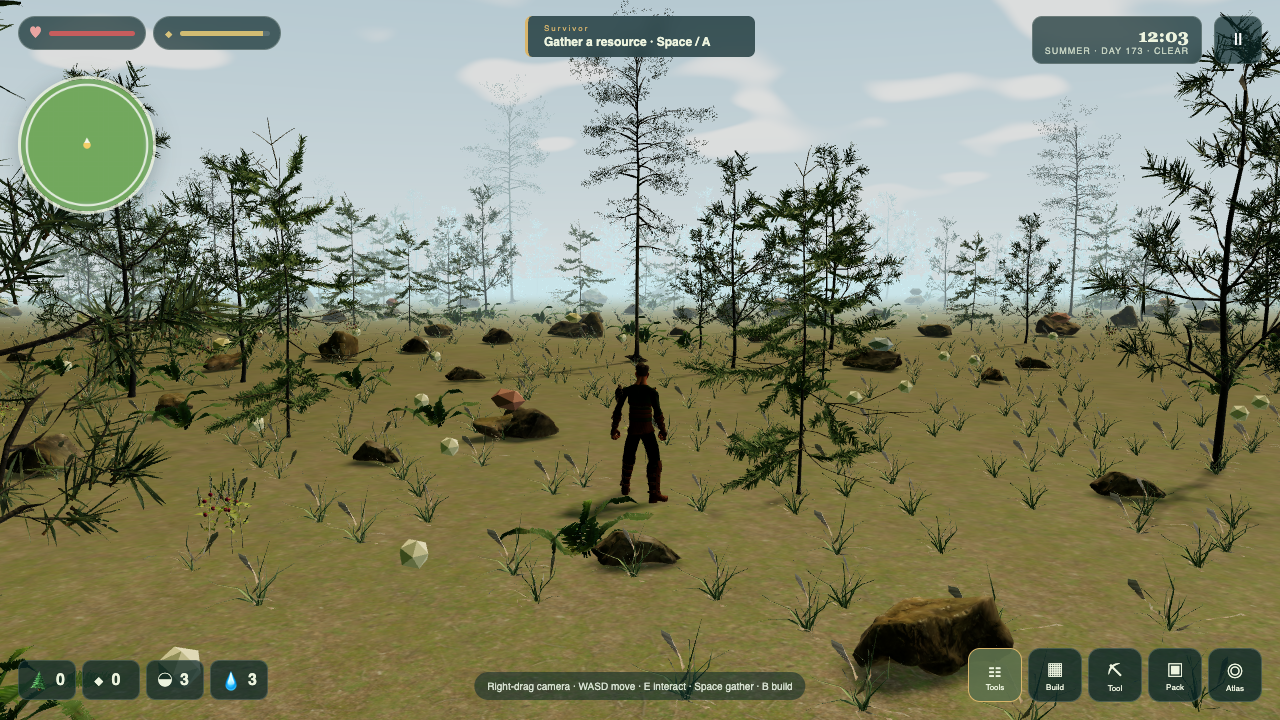 Survivor
Gather a resource · Space / A
12:03
SUMMER · DAY 173 · CLEAR
0
0
3
3
Right-drag camera · WASD move · E interact · Space gather · B build
Tools
Build
Tool
Pack
Atlas